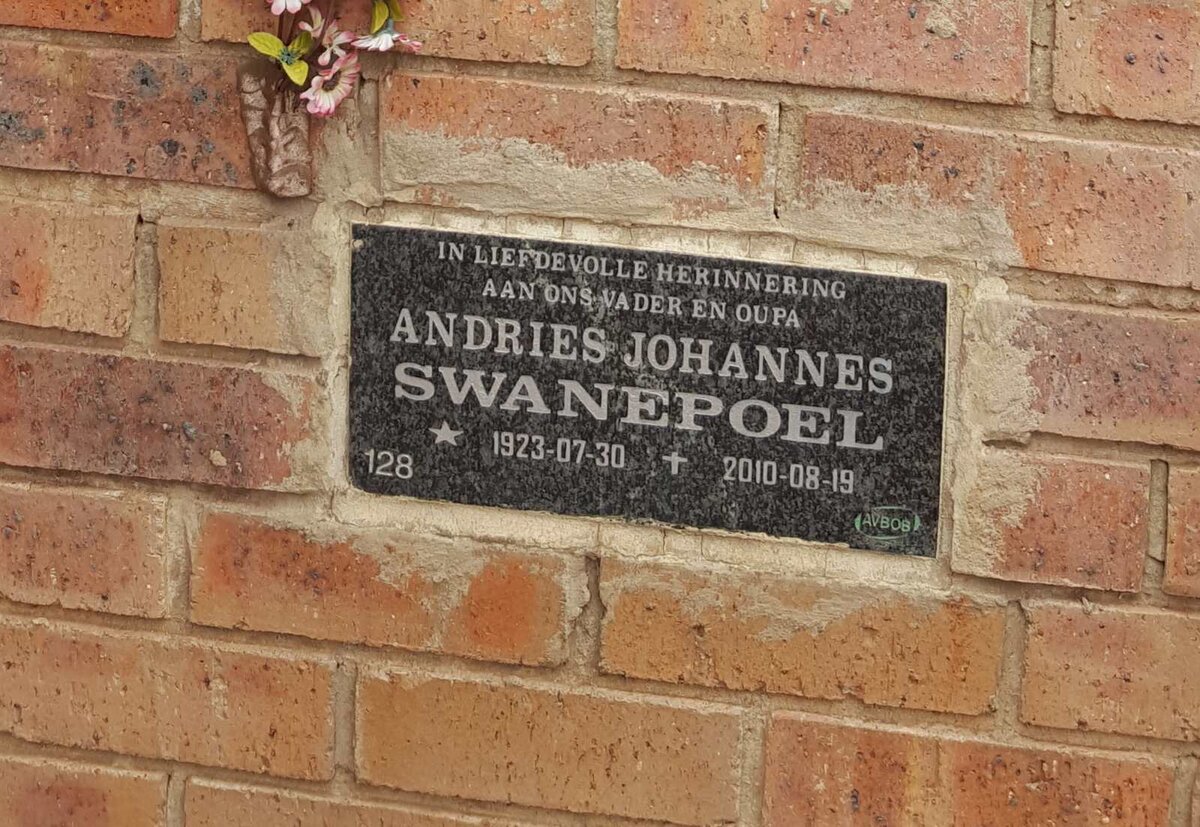 IN LIEFDEVOLLE HERINNERING
AAN ONS VADER EN OUPA
ANDRIES JOHANNES
SWANEPOEL
1923-07-30 2010-08-19
128
AVBOB